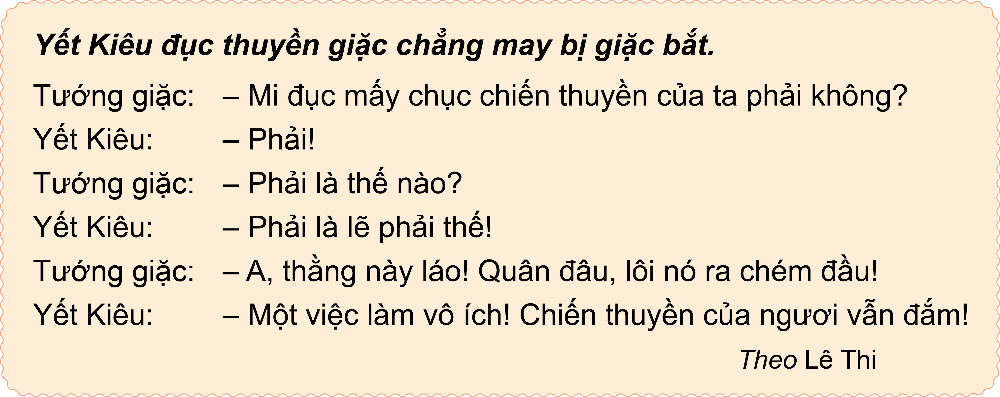 Yết Kiêu đục thuyền giặc chẳng may bị giặc bắt.
Tướng giặc: – Mi đục mấy chục chiến thuyền của ta phải không?
Yết Kiêu: – Phải!
Tướng giặc: – Phải là thế nào?
Yết Kiêu: – Phải là lẽ phải thế!
Tướng giặc: – A, thằng này láo! Quân đâu, lôi nó ra chém đầu!
Yết Kiêu: – Một việc làm vô ích! Chiến thuyền của ngươi vẫn đắm!
Theo Lê Thi